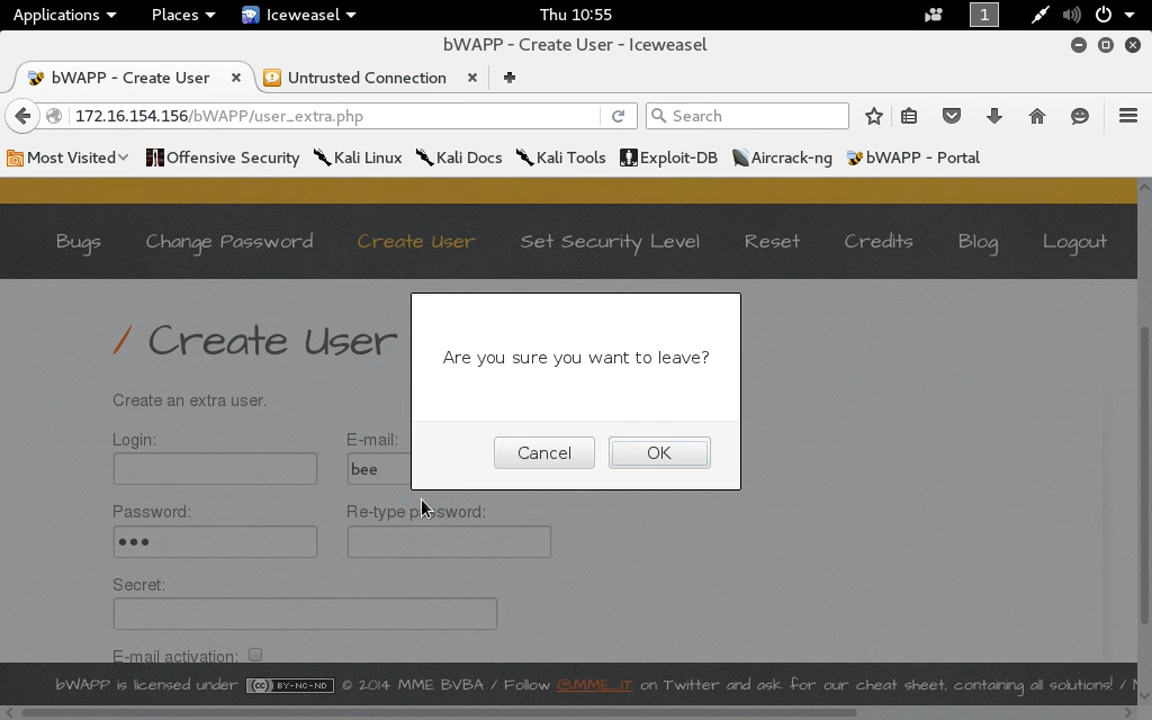 Applications Places Iceweasel Thu 10:55 1
bWAPP - Create User - Iceweasel
bWAPP - Create User Untrusted Connection
172.16.154.156/bWAPP/user_extra.php Search
Most Visited Offensive Security Kali Linux Kali Docs Kali Tools Exploit-DB Aircrack-ng bWAPP - Portal
Bugs Change Password Create User Set Security Level Reset Credits Blog Logout
/ Create User
Are you sure you want to leave?
Cancel OK
Create an extra user.
Login: E-mail:
bee
Password: Re-type password:
•••
Secret:
E-mail activation:
bWAPP is licensed under (cc) BY-NC-ND © 2014 MME BVBA / Follow @MME_IT on Twitter and ask for our cheat sheet, containing all solutions! /